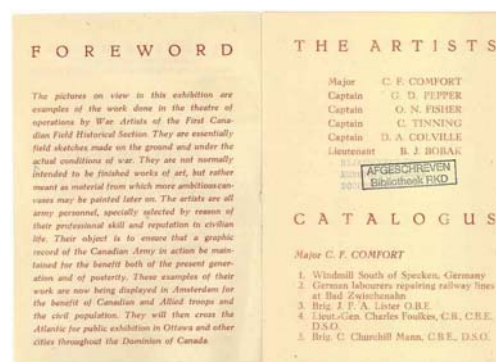 FOREWORD
The pictures on view in this exhibition are
examples of the work done in the theatre of
operations by War Artists of the First Cana-
dian Field Historical Section. They are essentially
field sketches made on the ground and under the
actual conditions of war. They are not normally
intended to be finished works of art, but rather
meant as material from which more ambitious can-
vases may be painted later on. The artists are all
army personnel, specially selected by reason of
their professional skill and reputation in civilian
life. Their object is to ensure that a graphic
record of the Canadian Army in action be main-
tained for the benefit both of the present gener-
ation and of posterity. These examples of their
work are now being displayed in Amsterdam for
the benefit of Canadian and Allied troops and
the civil population. They will then cross the
Atlantic for public exhibition in Ottawa and other
cities throughout the Dominion of Canada.
THE ARTISTS
Major C. F. COMFORT
Captain G. D. PEPPER
Captain O. N. FISHER
Captain C. TINNING
Captain D. A. COLVILLE
Lieutenant B. J. BOBAK
AFGESCHREVEN
Bibliotheek RKD
CATALOGUS
Major C. F. COMFORT
1. Windmill South of Specken, Germany
2. German labourers repairing railway lines
at Bad Zwischenahn
3. Brig. J. F. A. Lister O.B.E.
4. Lieut.-Gen. Charles Foulkes, C.B., C.B.E.,
D.S.O.
5. Brig. C. Churchill Mann, C.B.E., D.S.O.